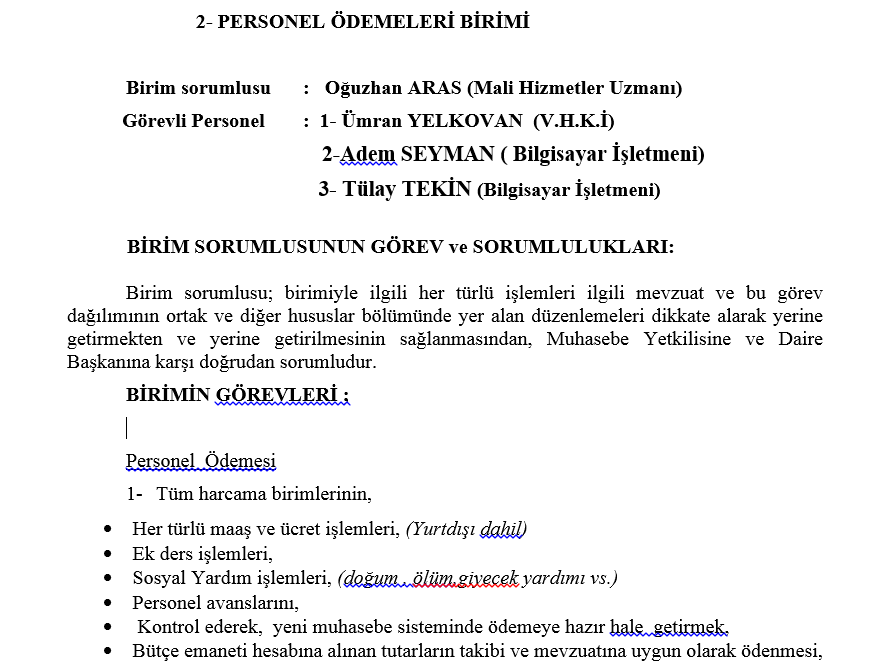 2- PERSONEL ÖDEMELERİ BİRİMİ
Birim sorumlusu : Oğuzhan ARAS (Mali Hizmetler Uzmanı)
Görevli Personel : 1- Ümran YELKOVAN (V.H.K.İ)
2-Adem SEYMAN ( Bilgisayar İşletmeni)
3- Tülay TEKİN (Bilgisayar İşletmeni)
BİRİM SORUMLUSUNUN GÖREV ve SORUMLULUKLARI:
Birim sorumlusu; birimiyle ilgili her türlü işlemleri ilgili mevzuat ve bu görev
dağılımının ortak ve diğer hususlar bölümünde yer alan düzenlemeleri dikkate alarak yerine
getirmekten ve yerine getirilmesinin sağlanmasından, Muhasebe Yetkilisine ve Daire
Başkanına karşı doğrudan sorumludur.
BİRİMİN GÖREVLERİ ;
Personel Ödemesi
1- Tüm harcama birimlerinin,
• Her türlü maaş ve ücret işlemleri, (Yurtdışı dahil)
• Ek ders işlemleri,
• Sosyal Yardım işlemleri, (doğum , ölüm,giyecek yardımı vs.)
• Personel avanslarını,
• Kontrol ederek, yeni muhasebe sisteminde ödemeye hazır hale getirmek,
• Bütçe emaneti hesabına alınan tutarların takibi ve mevzuatına uygun olarak ödenmesi,